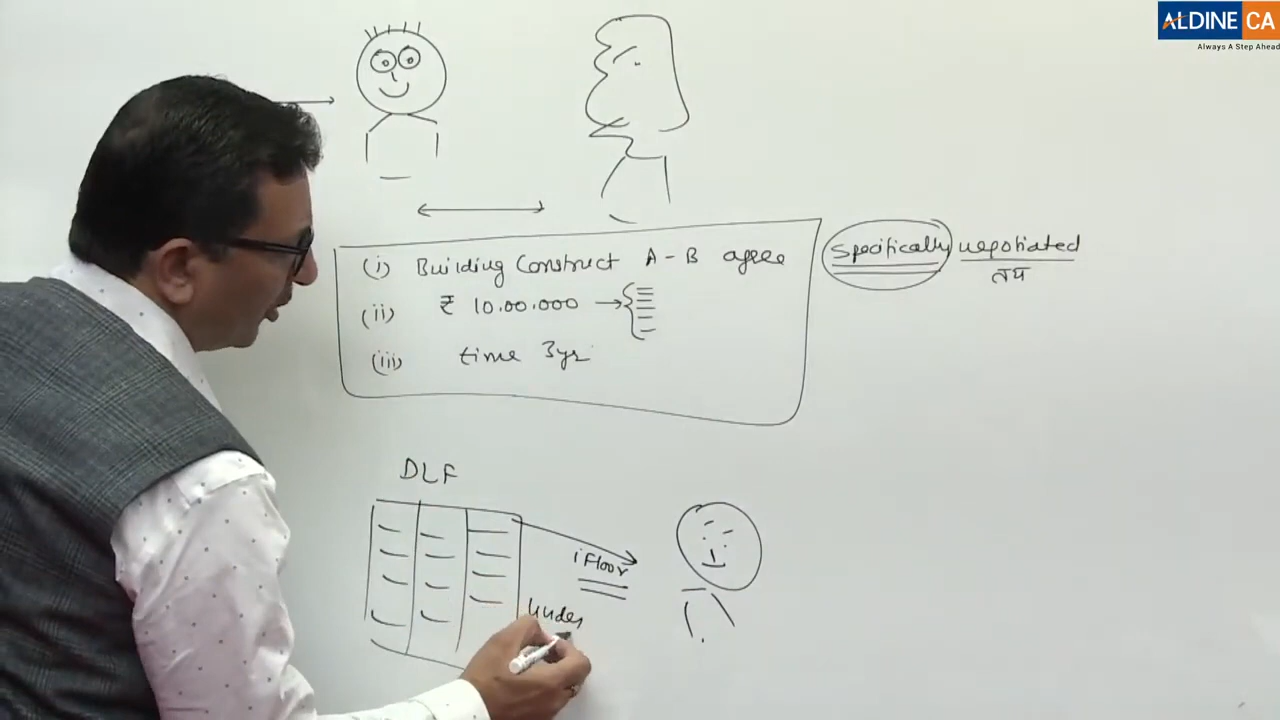 ALDINE CA
Always A Step Ahead
(i) Building Construct A - B agree
specifically negotiated
तय
(ii) ₹ 10.00.000 →
(iii) time 3yr
DLF
1 Floor
Under